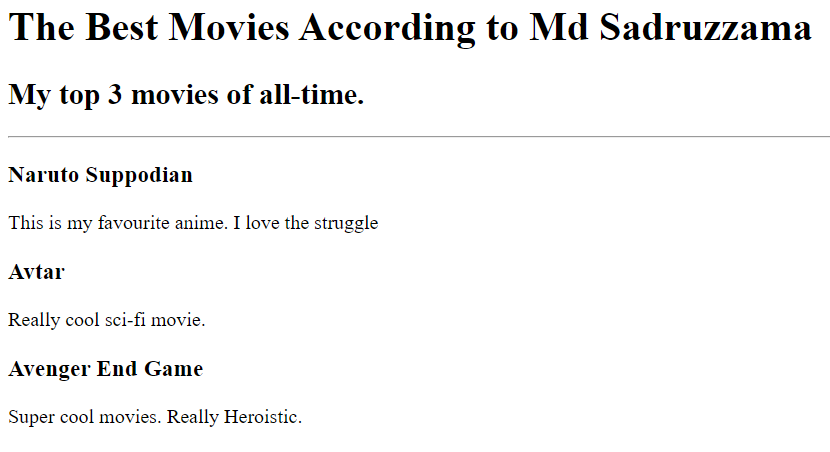 The Best Movies According to Md Sadruzzama
My top 3 movies of all-time.
Naruto Suppodian
This is my favourite anime. I love the struggle
Avtar
Really cool sci-fi movie.
Avenger End Game
Super cool movies. Really Heroistic.